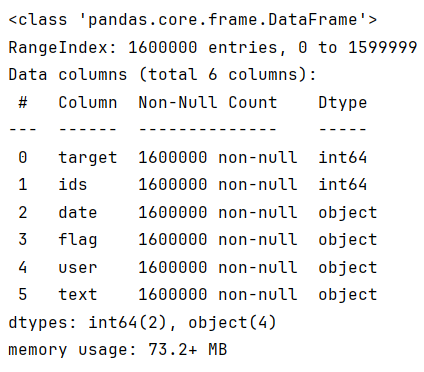 <class 'pandas.core.frame.DataFrame'>
RangeIndex: 1600000 entries, 0 to 1599999
Data columns (total 6 columns):
 #   Column  Non-Null Count    Dtype
---  ------  --------------    -----
 0   target  1600000 non-null  int64
 1   ids     1600000 non-null  int64
 2   date    1600000 non-null  object
 3   flag    1600000 non-null  object
 4   user    1600000 non-null  object
 5   text    1600000 non-null  object
dtypes: int64(2), object(4)
memory usage: 73.2+ MB